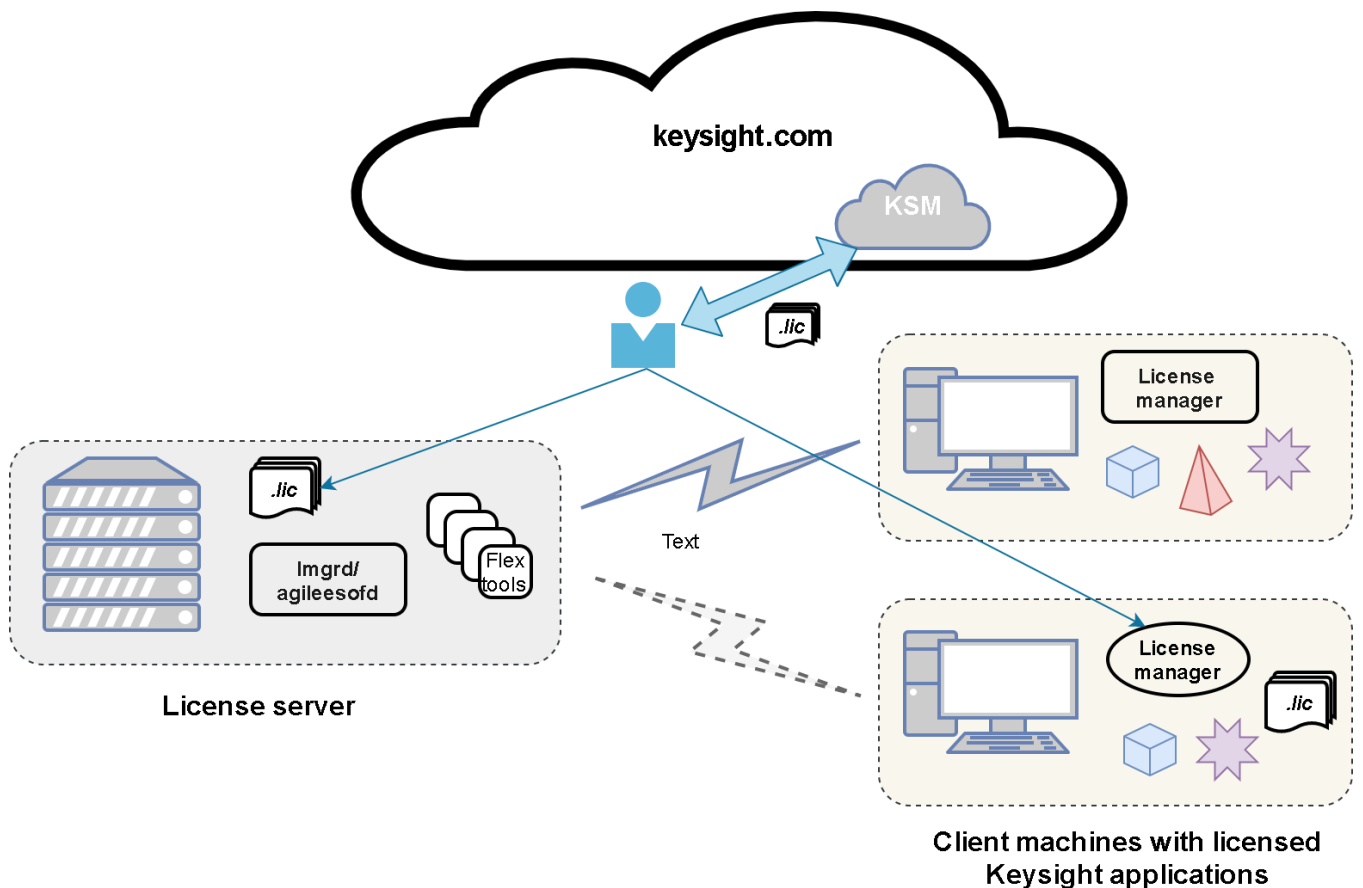 keysight.com
KSM
.lic
License
manager
.lic
lmgrd/
agileesofd
Flex
tools
Text
License
manager
.lic
License server
Client machines with licensed
Keysight applications